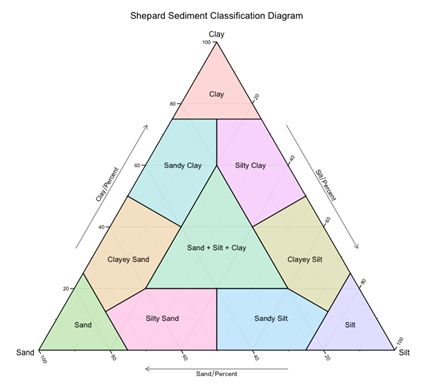 Shepard Sediment Classification Diagram
Clay
100
Clay
80
20
Sandy Clay
Silty Clay
60
40
Clay/Percent
Silt/Percent
40
60
Sand + Silt + Clay
Clayey Sand
Clayey Silt
20
80
Sand
Silty Sand
Sandy Silt
Silt
Sand
Silt
100
80
60
40
20
100
Sand/Percent